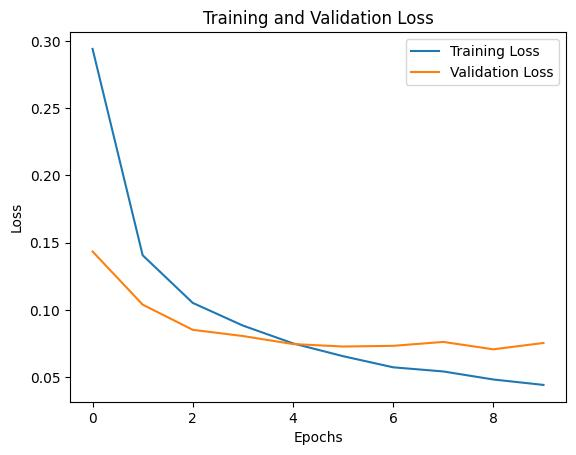 Training and Validation Loss
Training Loss
Validation Loss
0.30
0.25
0.20
0.15
0.10
0.05
Loss
0 2 4 6 8
Epochs